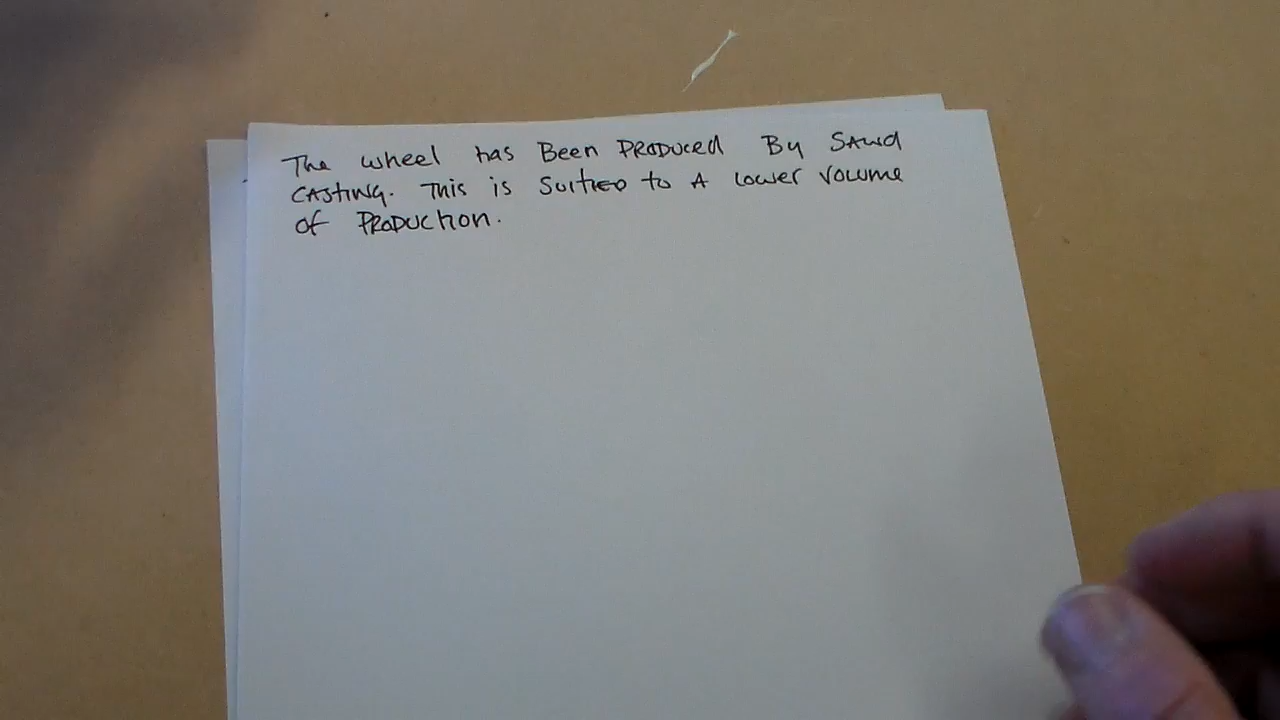 The wheel has Been PRODUCED By SAND
CASTING. This is Suited to A lower volume
of PRODUCtion.